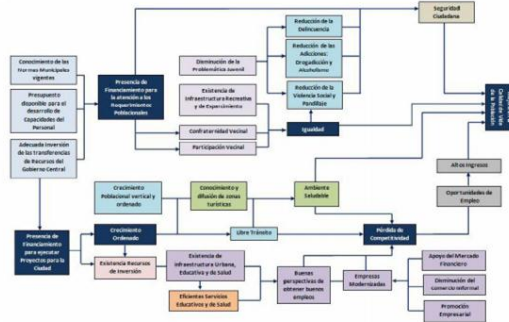 Seguridad
Ciudadana
Reducción de la
Delincuencia
Conocimiento de las
Normas Municipales
vigentes
Presencia de
Financiamiento para
la atención a los
Requerimientos
Poblacionales
Disminución de la
Problemática Juvenil
Reducción de las
Adicciones:
Drogadicción y
Alcoholismo
Presupuesto
disponible para el
desarrollo de
Capacidades del
Personal
Existencia de
Infraestructura Recreativa
y de Esparcimiento
Reducción de la
Violencia Social y
Pandillaje
Calidad de Vida
de la Población
Confraternidad Vecinal
Igualdad
Participación Vecinal
Adecuada Inversión
de las transferencias
de Recursos del
Gobierno Central
Altos Ingresos
Crecimiento
Poblacional vertical y
ordenado
Conocimiento y
difusión de zonas
turísticas
Ambiente
Saludable
Oportunidades de
Empleo
Presencia de
Financiamiento
para ejecutar
Proyectos para la
Ciudad
Crecimiento
Ordenado
Libre Tránsito
Pérdida de
Competitividad
Existencia Recursos
de Inversión
Existencia de
Infraestructura Urbana,
Educativa y de Salud
Buenas
perspectivas de
obtener buenos
empleos
Empresas
Modernizadas
Apoyo del Mercado
Financiero
Disminución del
comercio informal
Eficientes Servicios
Educativos y de Salud
Promoción
Empresarial